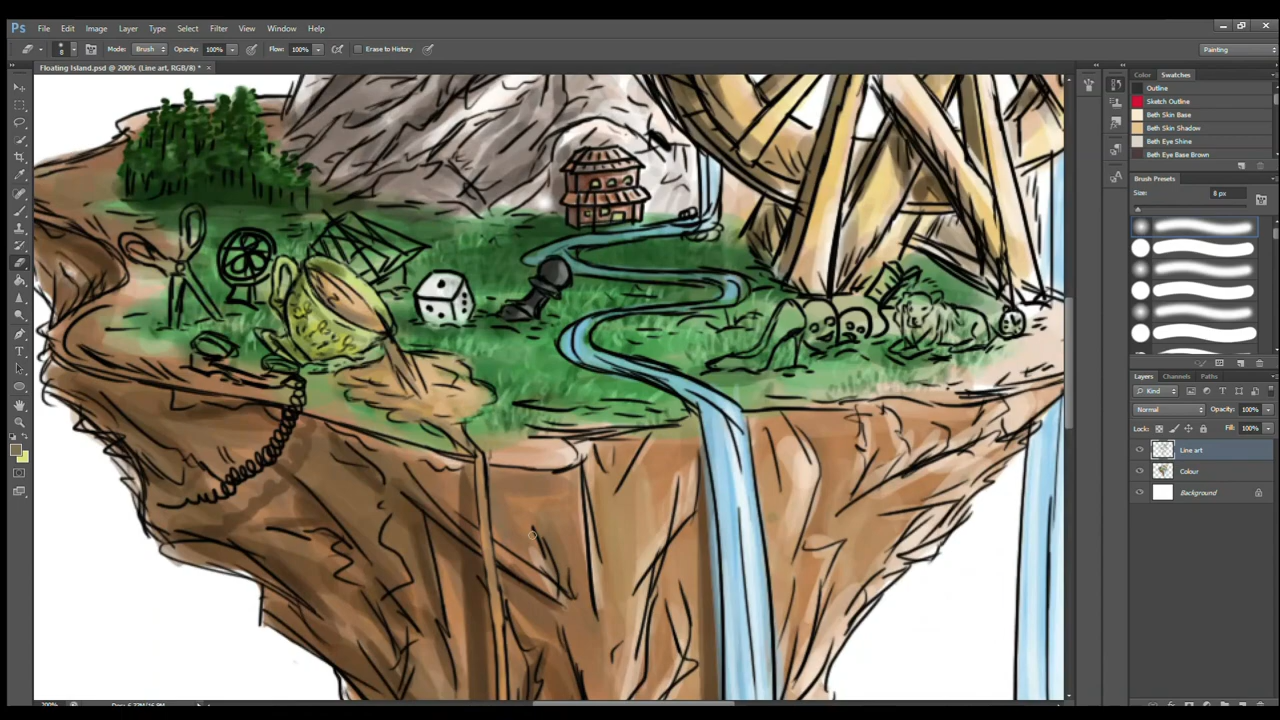 Ps File Edit Image Layer Type Select Filter View Window Help
8 Mode: Brush Opacity: 100% Flow: 100% Erase to History Painting
Floating Island.psd @ 200% (Line art, RGB/8) * ×
Color Swatches
Outline
Sketch Outline
Beth Skin Base
Beth Skin Shadow
Beth Eye Shine
Beth Eye Base Brown
Brush Presets
Size: 8 px
Layers Channels Paths
Kind
Normal Opacity: 100%
Lock: Fill: 100%
Line art
Colour
Background